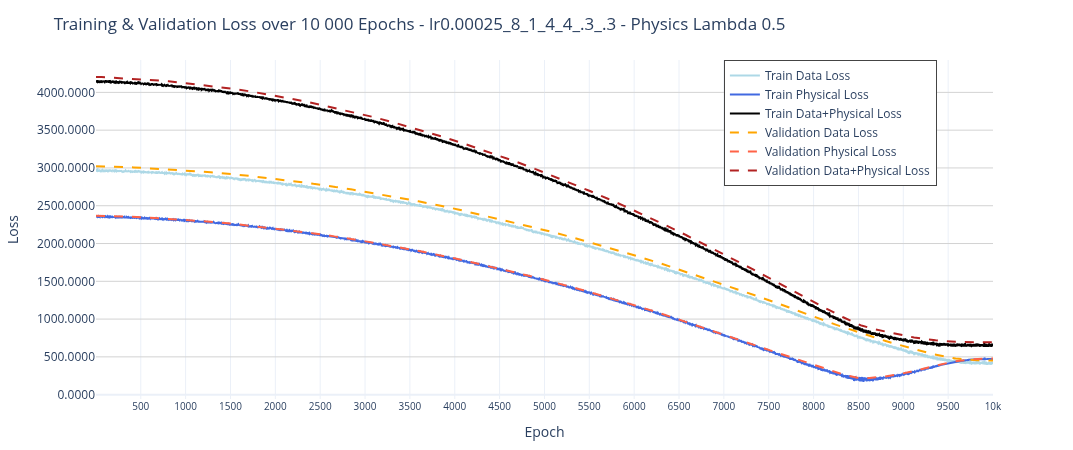 Training & Validation Loss over 10 000 Epochs - lr0.00025_8_1_4_4_.3_.3 - Physics Lambda 0.5
Train Data Loss
Train Physical Loss
Train Data+Physical Loss
Validation Data Loss
Validation Physical Loss
Validation Data+Physical Loss
4000.0000
3500.0000
3000.0000
2500.0000
2000.0000
1500.0000
1000.0000
500.0000
0.0000
Loss
500 1000 1500 2000 2500 3000 3500 4000 4500 5000 5500 6000 6500 7000 7500 8000 8500 9000 9500 10k
Epoch